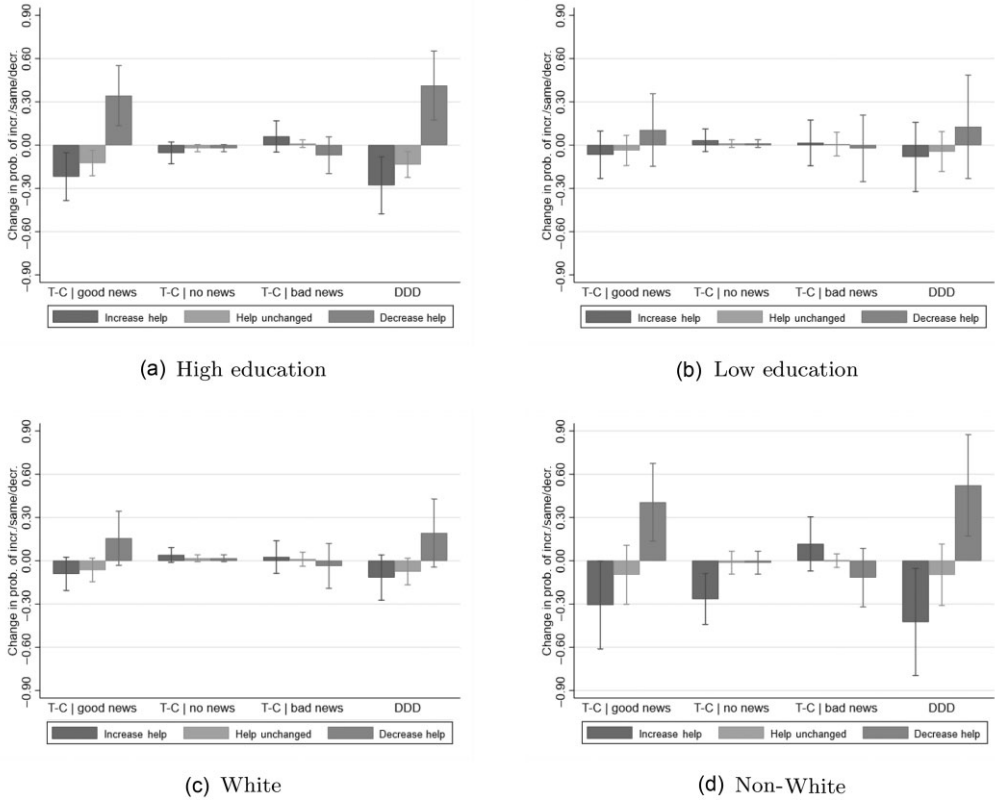 Change in prob. of incr./same/decr.
0.90
0.60
0.30
0.00
−0.30
−0.60
−0.90
T-C | good news T-C | no news T-C | bad news DDD
Increase help Help unchanged Decrease help
(a) High education
Change in prob. of incr./same/decr.
0.90
0.60
0.30
0.00
−0.30
−0.60
−0.90
T-C | good news T-C | no news T-C | bad news DDD
Increase help Help unchanged Decrease help
(b) Low education
Change in prob. of incr./same/decr.
0.90
0.60
0.30
0.00
−0.30
−0.60
−0.90
T-C | good news T-C | no news T-C | bad news DDD
Increase help Help unchanged Decrease help
(c) White
Change in prob. of incr./same/decr.
0.90
0.60
0.30
0.00
−0.30
−0.60
−0.90
T-C | good news T-C | no news T-C | bad news DDD
Increase help Help unchanged Decrease help
(d) Non-White